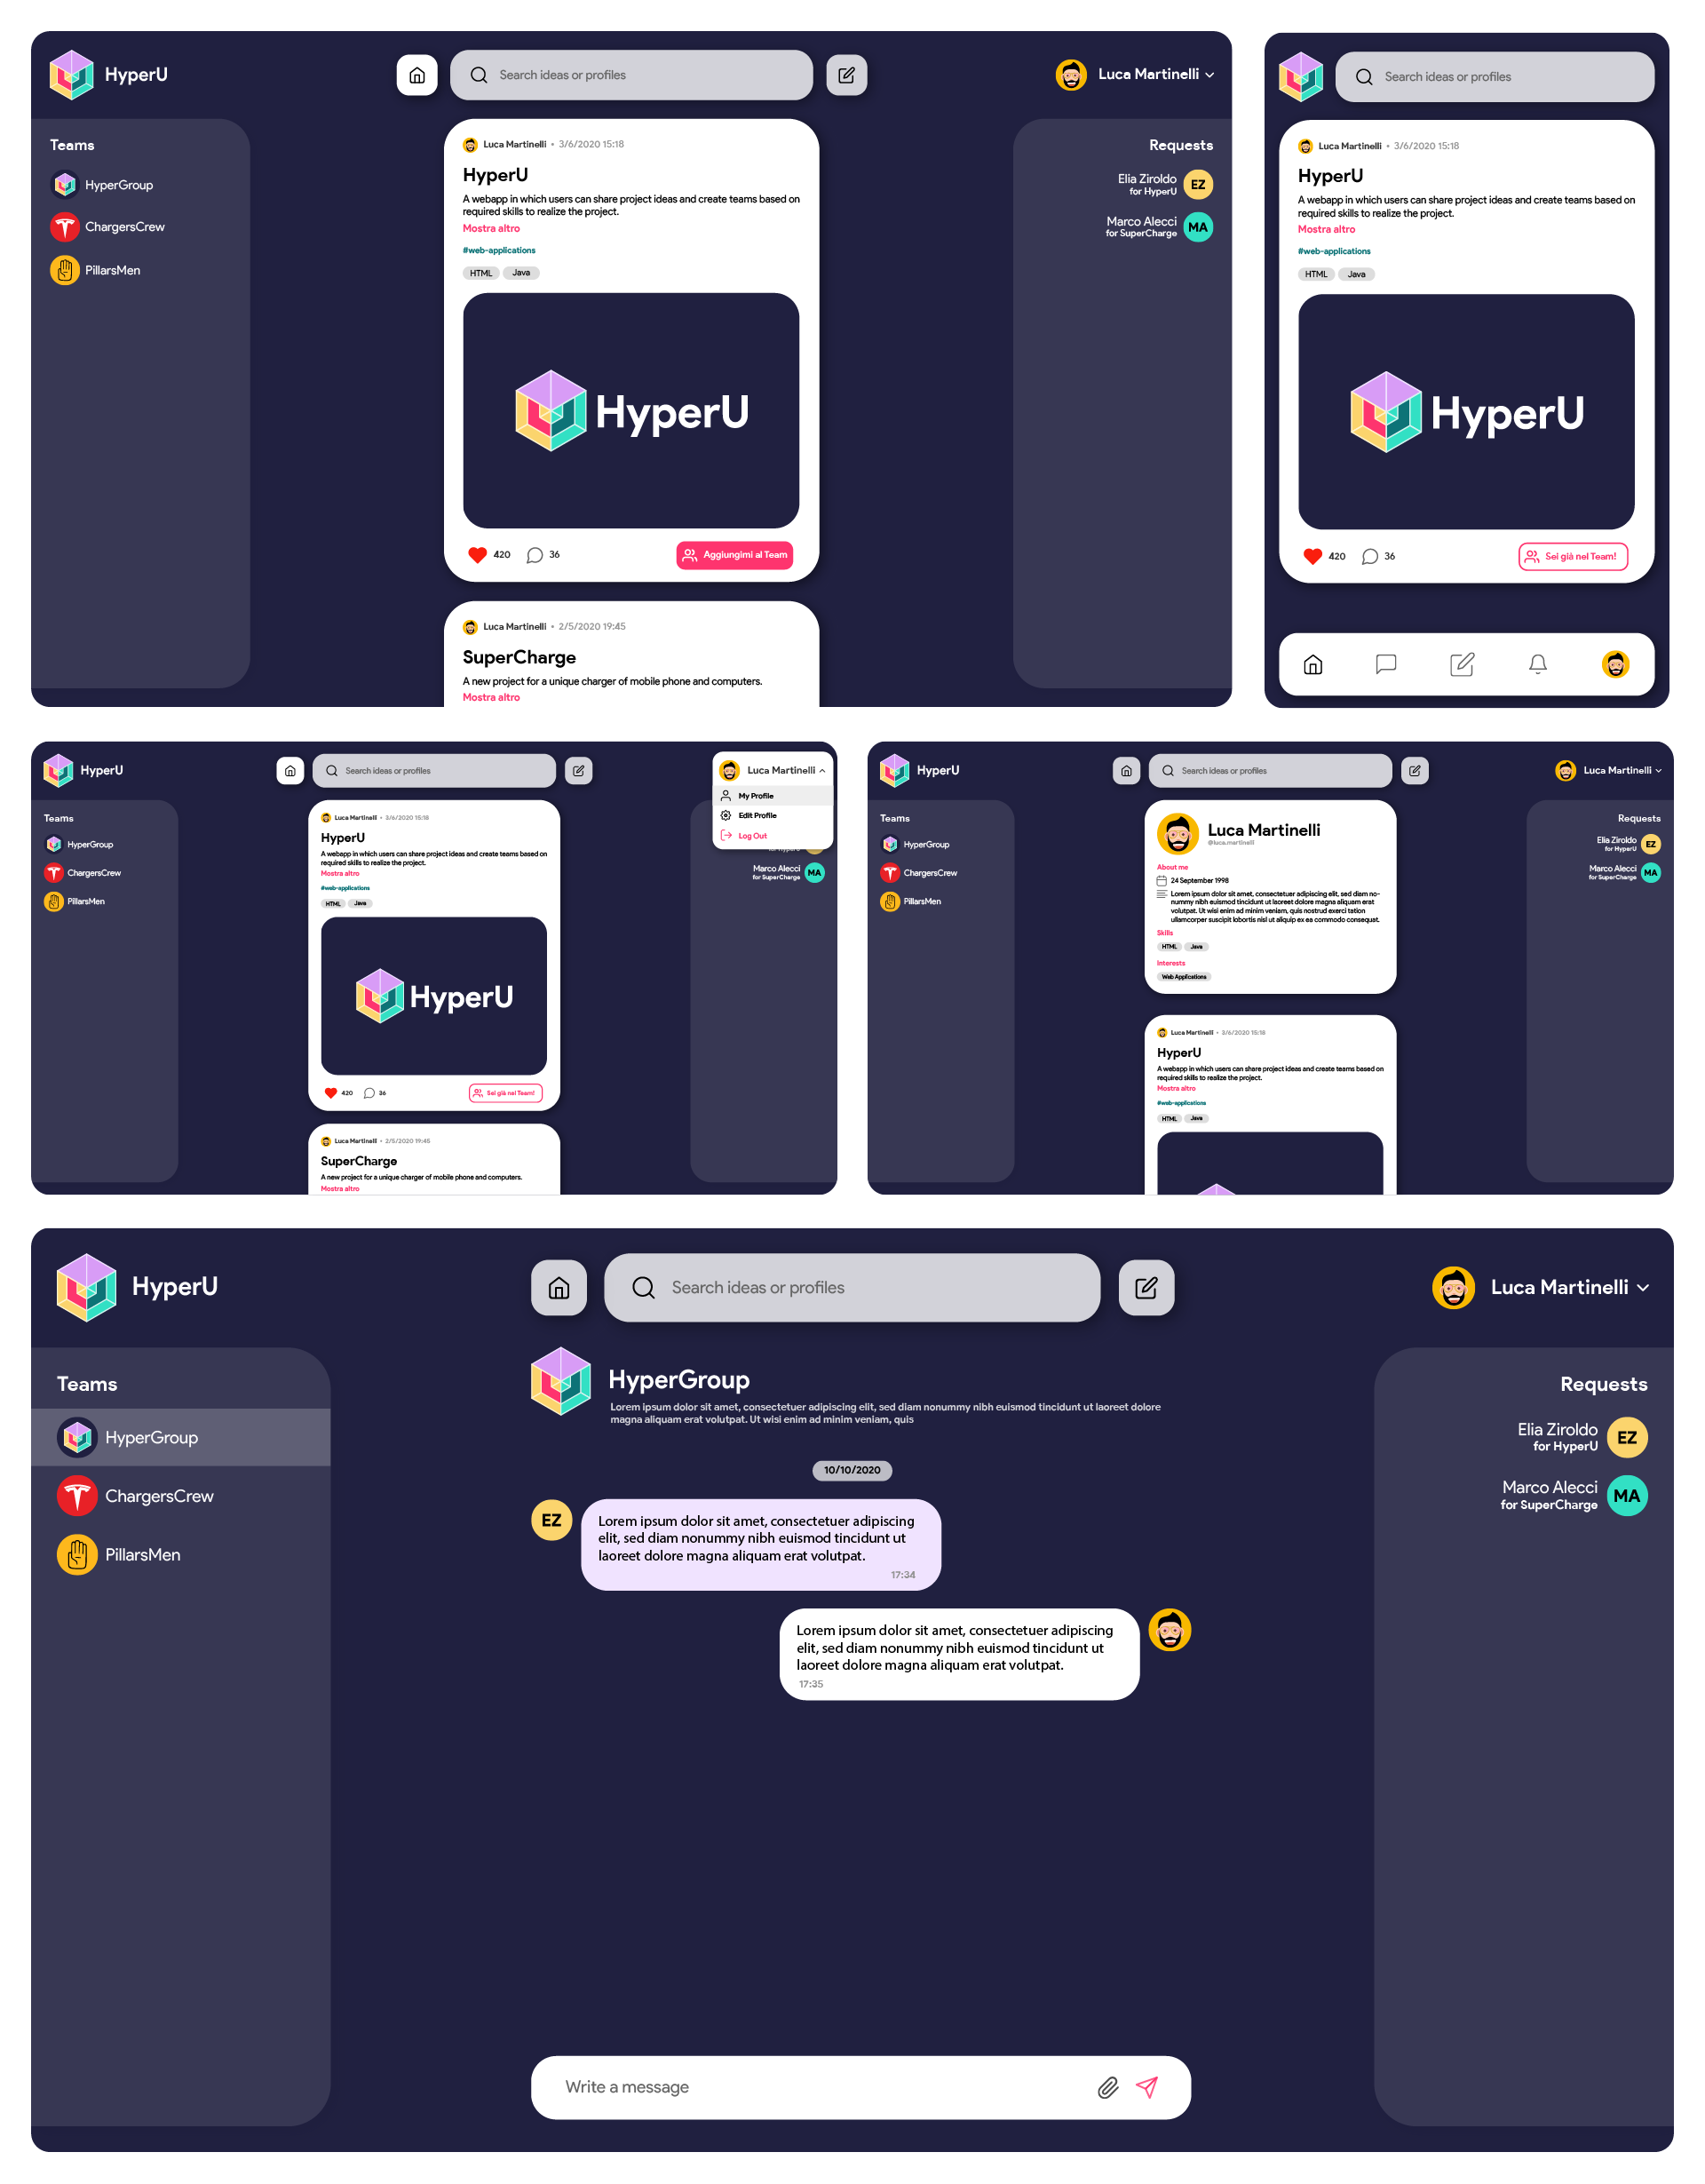 HyperU
Search ideas or profiles
Luca Martinelli
Teams
HyperGroup
ChargersCrew
PillarsMen
Luca Martinelli • 3/6/2020 15:18
HyperU
A webapp in which users can share project ideas and create teams based on
required skills to realize the project.
Mostra altro
#web-applications
HTML Java
HyperU
420 36 Aggiungimi al Team
Luca Martinelli • 2/5/2020 19:45
SuperCharge
A new project for a unique charger of mobile phone and computers.
Mostra altro
Requests
Elia Ziroldo
for HyperU
EZ
Marco Alecci
for SuperCharge
MA
Search ideas or profiles
Luca Martinelli • 3/6/2020 15:18
HyperU
A webapp in which users can share project ideas and create teams based on
required skills to realize the project.
Mostra altro
#web-applications
HTML Java
HyperU
420 36 Sei già nel Team!
HyperU
Search ideas or profiles
Luca Martinelli
My Profile
Edit Profile
Log Out
Teams
HyperGroup
ChargersCrew
PillarsMen
Luca Martinelli • 3/6/2020 15:18
HyperU
A webapp in which users can share project ideas and create teams based on
required skills to realize the project.
Mostra altro
#web-applications
HTML Java
HyperU
420 36 Sei già nel Team!
Luca Martinelli • 2/5/2020 19:45
SuperCharge
A new project for a unique charger of mobile phone and computers.
Mostra altro
for HyperU
Marco Alecci
for SuperCharge
MA
HyperU
Search ideas or profiles
Luca Martinelli
Teams
HyperGroup
ChargersCrew
PillarsMen
Luca Martinelli
@luca.martinelli
About me
24 September 1998
Lorem ipsum dolor sit amet, consectetuer adipiscing elit, sed diam no-
nummy nibh euismod tincidunt ut laoreet dolore magna aliquam erat
volutpat. Ut wisi enim ad minim veniam, quis nostrud exerci tation
ullamcorper suscipit lobortis nisl ut aliquip ex ea commodo consequat.
Skills
HTML Java
Interests
Web Applications
Luca Martinelli • 3/6/2020 15:18
HyperU
A webapp in which users can share project ideas and create teams based on
required skills to realize the project.
Mostra altro
#web-applications
HTML Java
Requests
Elia Ziroldo
for HyperU
EZ
Marco Alecci
for SuperCharge
MA
HyperU
Search ideas or profiles
Luca Martinelli
Teams
HyperGroup
ChargersCrew
PillarsMen
HyperGroup
Lorem ipsum dolor sit amet, consectetuer adipiscing elit, sed diam nonummy nibh euismod tincidunt ut laoreet dolore
magna aliquam erat volutpat. Ut wisi enim ad minim veniam, quis
10/10/2020
EZ
Lorem ipsum dolor sit amet, consectetuer adipiscing
elit, sed diam nonummy nibh euismod tincidunt ut
laoreet dolore magna aliquam erat volutpat.
17:34
Lorem ipsum dolor sit amet, consectetuer adipiscing
elit, sed diam nonummy nibh euismod tincidunt ut
laoreet dolore magna aliquam erat volutpat.
17:35
Write a message
Requests
Elia Ziroldo
for HyperU
EZ
Marco Alecci
for SuperCharge
MA